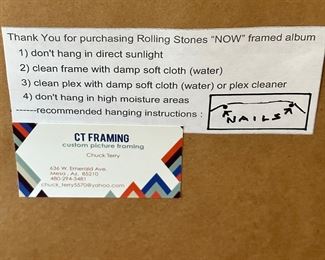 Thank You for purchasing Rolling Stones “NOW” framed album
1) don't hang in direct sunlight
2) clean frame with damp soft cloth (water)
3) clean plex with damp soft cloth (water) or plex cleaner
4) don't hang in high moisture areas
------recommended hanging instructions :
NAILS
CT FRAMING
custom picture framing
Chuck Terry
636 W. Emerald Ave.
Mesa , Az, 85210
480-294-3481
chuck_terry5570@yahoo.com